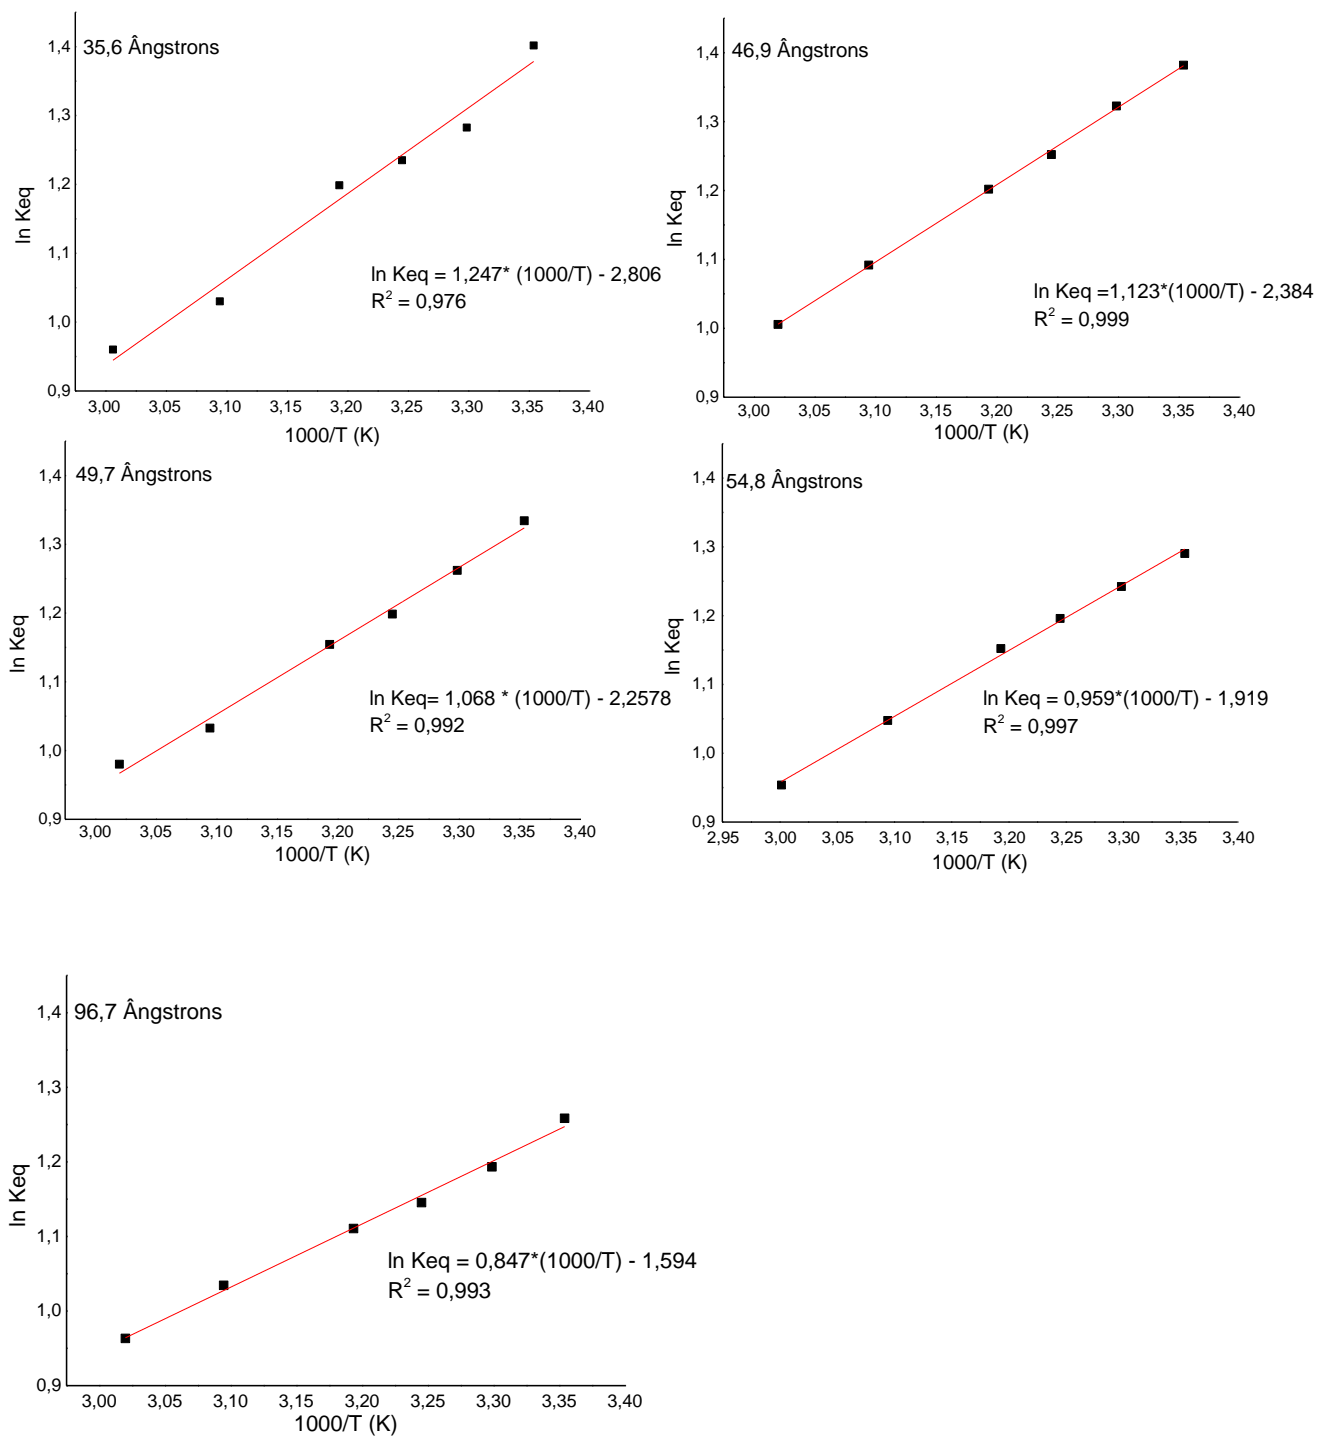 35,6 Ângstrons
1,4
1,3
1,2
1,1
1,0
0,9
ln Keq
ln Keq = 1,247* (1000/T) - 2,806
R² = 0,976
3,00 3,05 3,10 3,15 3,20 3,25 3,30 3,35 3,40
1000/T (K)
46,9 Ângstrons
1,4
1,3
1,2
1,1
1,0
0,9
ln Keq
ln Keq =1,123*(1000/T) - 2,384
R² = 0,999
3,00 3,05 3,10 3,15 3,20 3,25 3,30 3,35 3,40
1000/T (K)
49,7 Ângstrons
1,4
1,3
1,2
1,1
1,0
0,9
ln Keq
ln Keq= 1,068 * (1000/T) - 2,2578
R² = 0,992
3,00 3,05 3,10 3,15 3,20 3,25 3,30 3,35 3,40
1000/T (K)
54,8 Ângstrons
1,4
1,3
1,2
1,1
1,0
0,9
ln Keq
ln Keq = 0,959*(1000/T) - 1,919
R² = 0,997
2,95 3,00 3,05 3,10 3,15 3,20 3,25 3,30 3,35 3,40
1000/T (K)
96,7 Ângstrons
1,4
1,3
1,2
1,1
1,0
0,9
ln Keq
ln Keq = 0,847*(1000/T) - 1,594
R² = 0,993
3,00 3,05 3,10 3,15 3,20 3,25 3,30 3,35 3,40
1000/T (K)